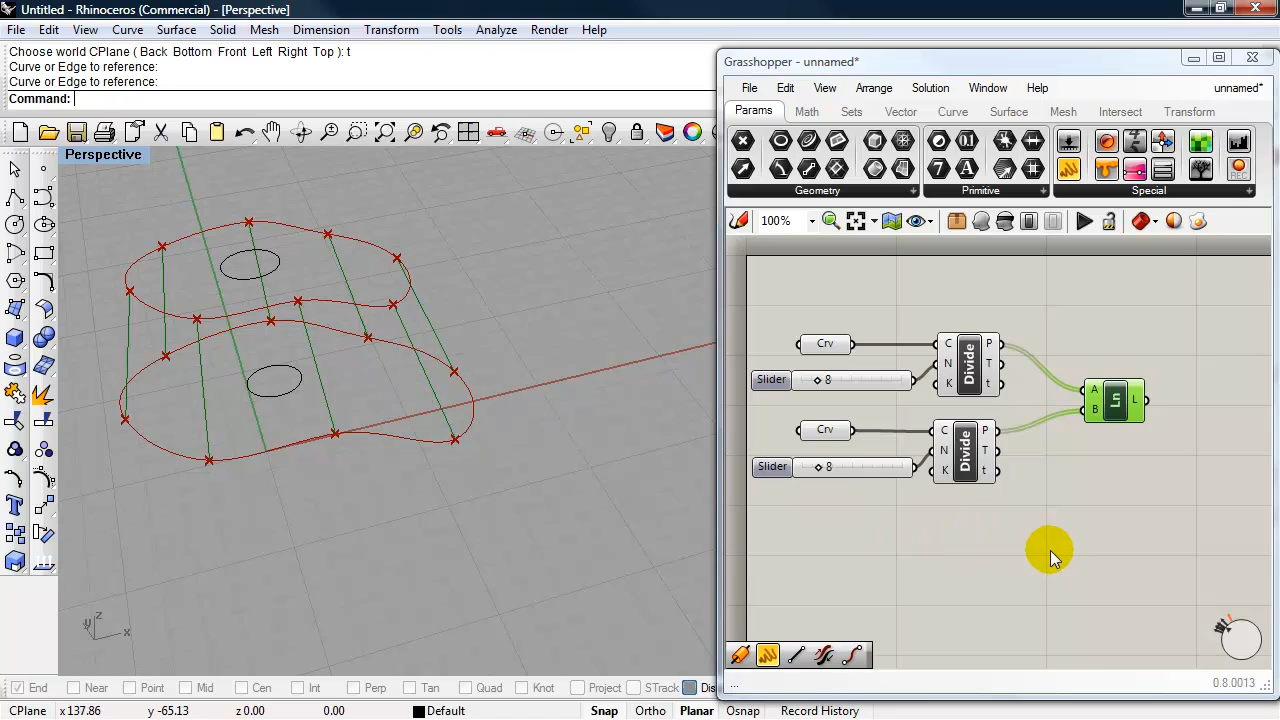 Untitled - Rhinoceros (Commercial) - [Perspective]
File Edit View Curve Surface Solid Mesh Dimension Transform Tools Analyze Render Help
Choose world CPlane ( Back Bottom Front Left Right Top ): t
Curve or Edge to reference:
Curve or Edge to reference:
Command:
Perspective
z
y
x
End Near Point Mid Cen Int Perp Tan Quad Knot Project STrack Dis
CPlane x 137.86 y -65.13 z 0.00 0.00 Default Snap Ortho Planar Osnap Record History
Grasshopper - unnamed*
File Edit View Arrange Solution Window Help unnamed*
Params Math Sets Vector Curve Surface Mesh Intersect Transform
Geometry Primitive Special
100%
Crv
C N K Divide P T t
Slider 8
A B Ln L
Crv
C N K Divide P T t
Slider 8
...
0.8.0013